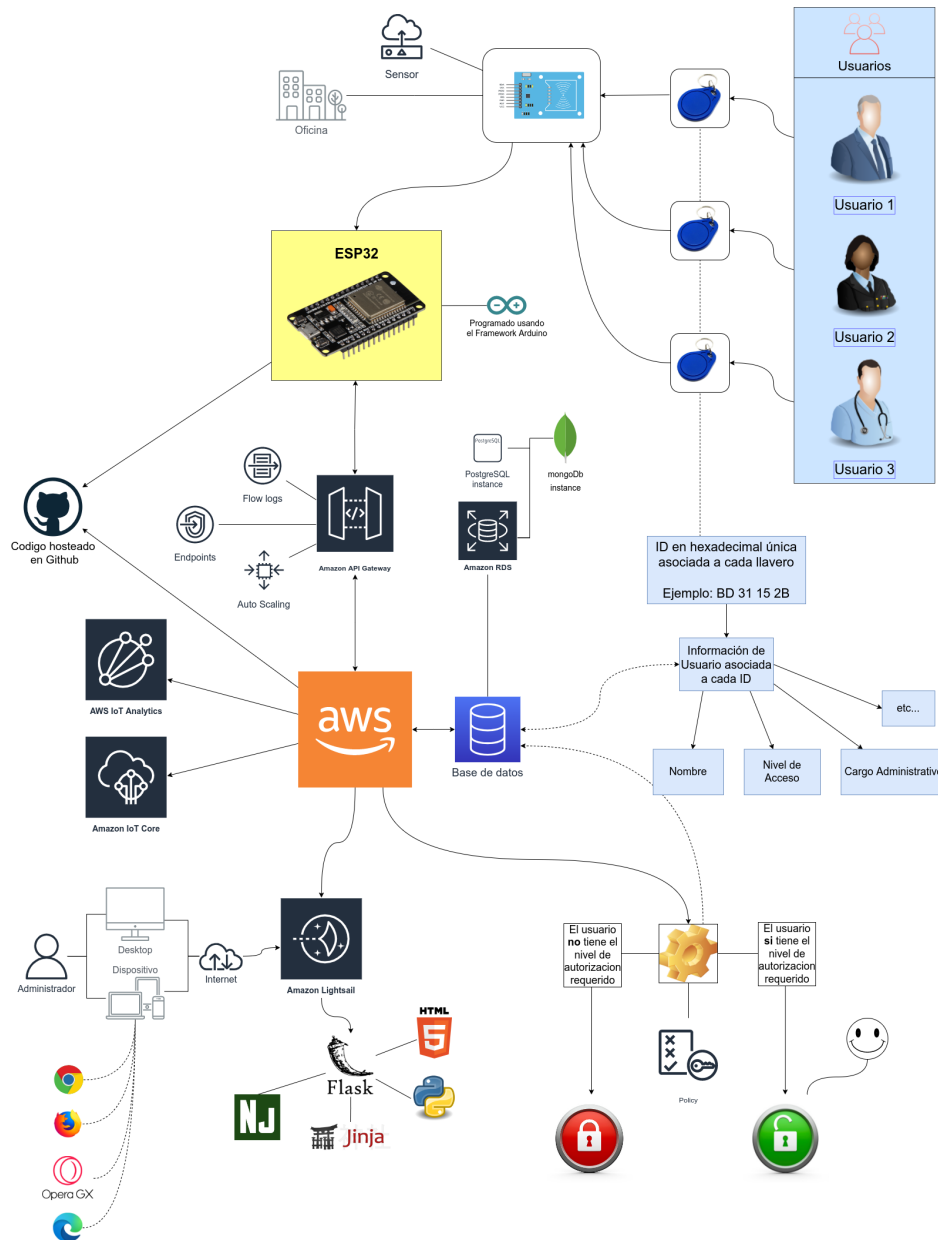 Sensor
Oficina
Usuarios
Usuario 1
Usuario 2
Usuario 3
ESP32
Programado usando
el Framework Arduino
PostgreSQL
PostgreSQL
instance
mongoDb
instance
Flow logs
Endpoints
Auto Scaling
Amazon API Gateway
Amazon RDS
Codigo hosteado
en Github
ID en hexadecimal única
asociada a cada llavero
Ejemplo: BD 31 15 2B
Información de
Usuario asociada
a cada ID
etc...
Nombre
Nivel de
Acceso
Cargo Administrativo
AWS IoT Analytics
aws
Base de datos
Amazon IoT Core
Administrador
Desktop
Dispositivo
Internet
Amazon Lightsail
El usuario
no tiene el
nivel de
autorizacion
requerido
El usuario
si tiene el
nivel de
autorizacion
requerido
Policy
HTML
5
Flask
NJ
Jinja
Opera GX